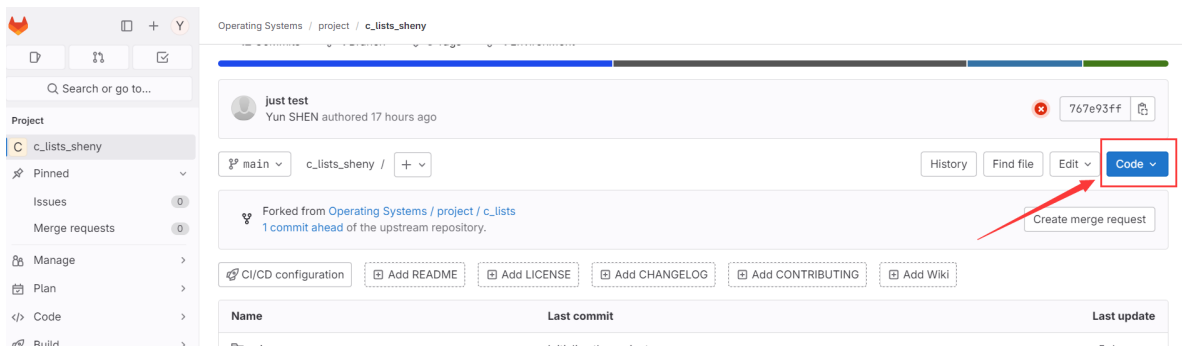 Y
Search or go to...
Project
C c_lists_sheny
Pinned
Issues 0
Merge requests 0
Manage
Plan
Code
Build
Operating Systems / project / c_lists_sheny
just test
Yun SHEN authored 17 hours ago
767e93ff
main
c_lists_sheny / +
History Find file Edit Code
Forked from Operating Systems / project / c_lists
1 commit ahead of the upstream repository.
Create merge request
CI/CD configuration Add README Add LICENSE Add CHANGELOG Add CONTRIBUTING Add Wiki
Name Last commit Last update